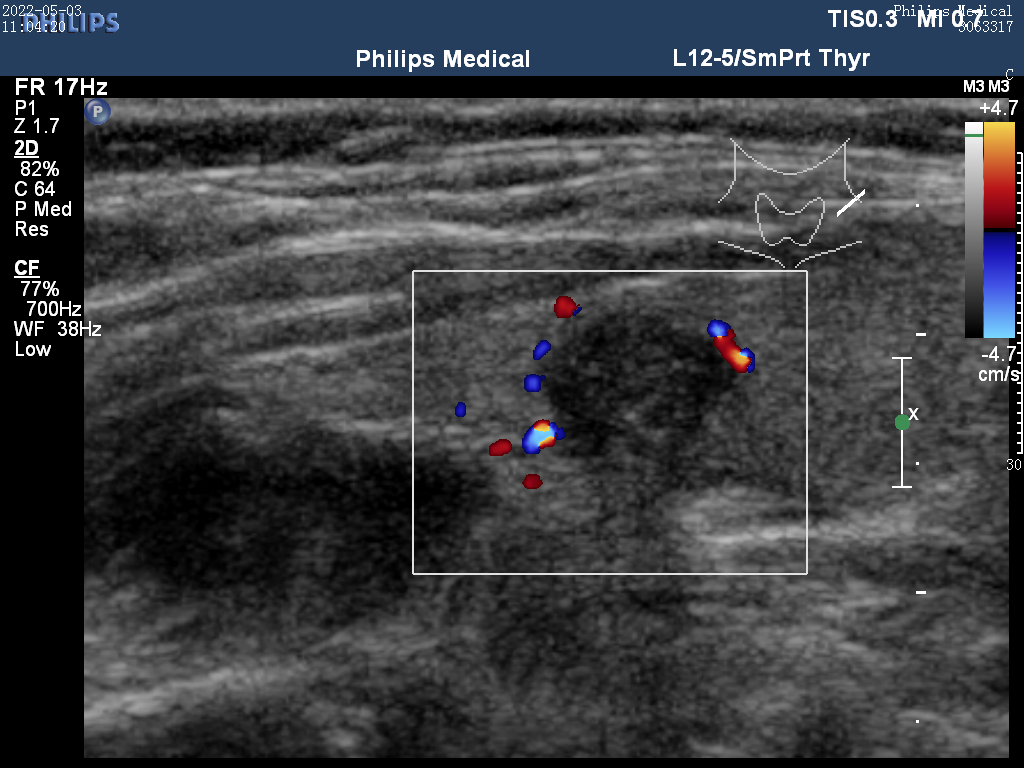 2022-05-03
11:04:20
PHILIPS
TIS0.3 MI 0.7
Philips Medical
3063317
Philips Medical
L12-5/SmPrt Thyr
C
FR 17Hz
P1
Z 1.7
2D
82%
C 64
P Med
Res
CF
77%
700Hz
WF 38Hz
Low
P
M3 M3
+4.7
-4.7
cm/s
X
30